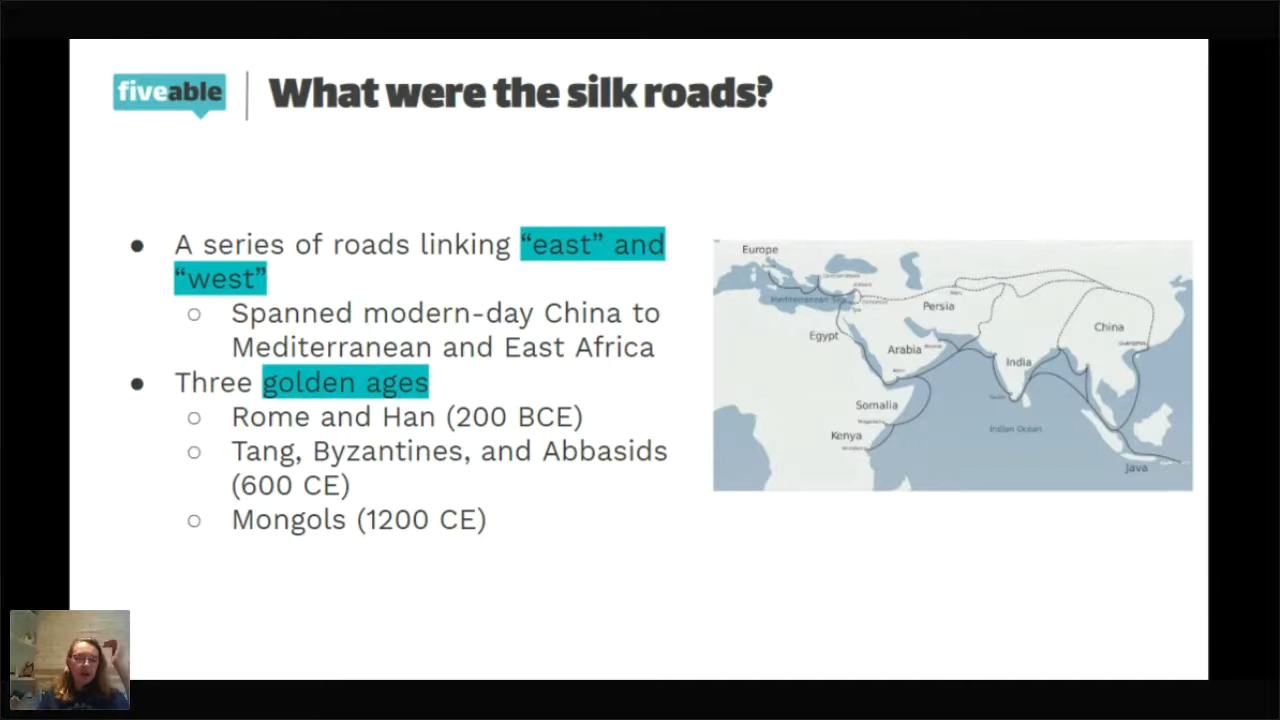 fiveable
What were the silk roads?
● A series of roads linking “east” and
“west”
○ Spanned modern-day China to
Mediterranean and East Africa
● Three golden ages
○ Rome and Han (200 BCE)
○ Tang, Byzantines, and Abbasids
(600 CE)
○ Mongols (1200 CE)
Europe
Mediterranean Sea
Persia
China
Egypt
Arabia
India
Somalia
Indian Ocean
Kenya
Java